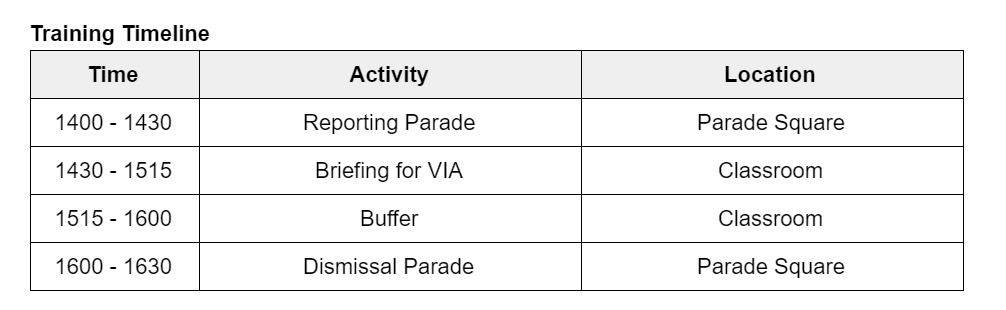 Training Timeline
Time Activity Location
1400 - 1430 Reporting Parade Parade Square
1430 - 1515 Briefing for VIA Classroom
1515 - 1600 Buffer Classroom
1600 - 1630 Dismissal Parade Parade Square